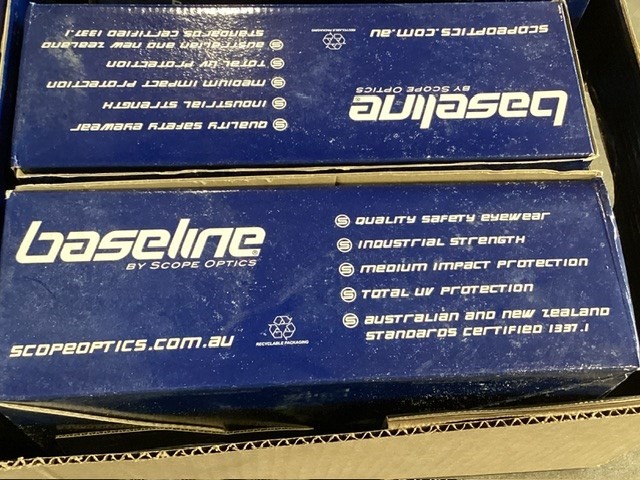 SCOPEOPTICS.COM.AU
RECYCLABLE PACKAGING
baseline
BY SCOPE OPTICS
QUALITY SAFETY EYEWEAR
INDUSTRIAL STRENGTH
MEDIUM IMPACT PROTECTION
TOTAL UV PROTECTION
AUSTRALIAN AND NEW ZEALAND
STANDARDS CERTIFIED 1337.1
baseline
BY SCOPE OPTICS
SCOPEOPTICS.COM.AU
RECYCLABLE PACKAGING
QUALITY SAFETY EYEWEAR
INDUSTRIAL STRENGTH
MEDIUM IMPACT PROTECTION
TOTAL UV PROTECTION
AUSTRALIAN AND NEW ZEALAND
STANDARDS CERTIFIED 1337.1